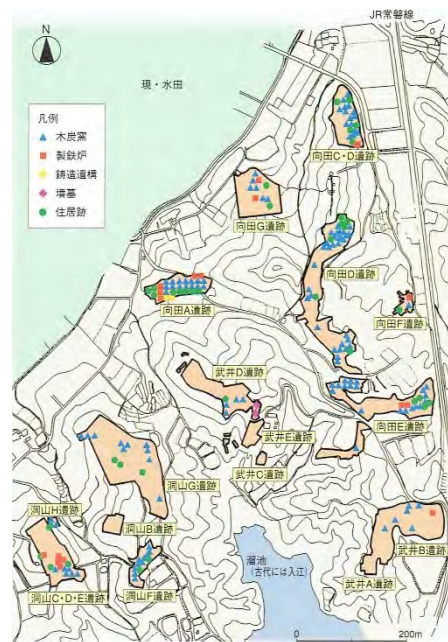 JR常磐線
N
現・水田
凡例
木炭窯
製鉄炉
鋳造遺構
墳墓
住居跡
向田C・D遺跡
向田G遺跡
向田D遺跡
向田A遺跡
向田F遺跡
武井D遺跡
武井E遺跡
向田E遺跡
武井C遺跡
洞山G遺跡
洞山H遺跡
洞山B遺跡
溜池
(古代には入江)
武井B遺跡
洞山C・D・E遺跡
洞山F遺跡
武井A遺跡
0 200m